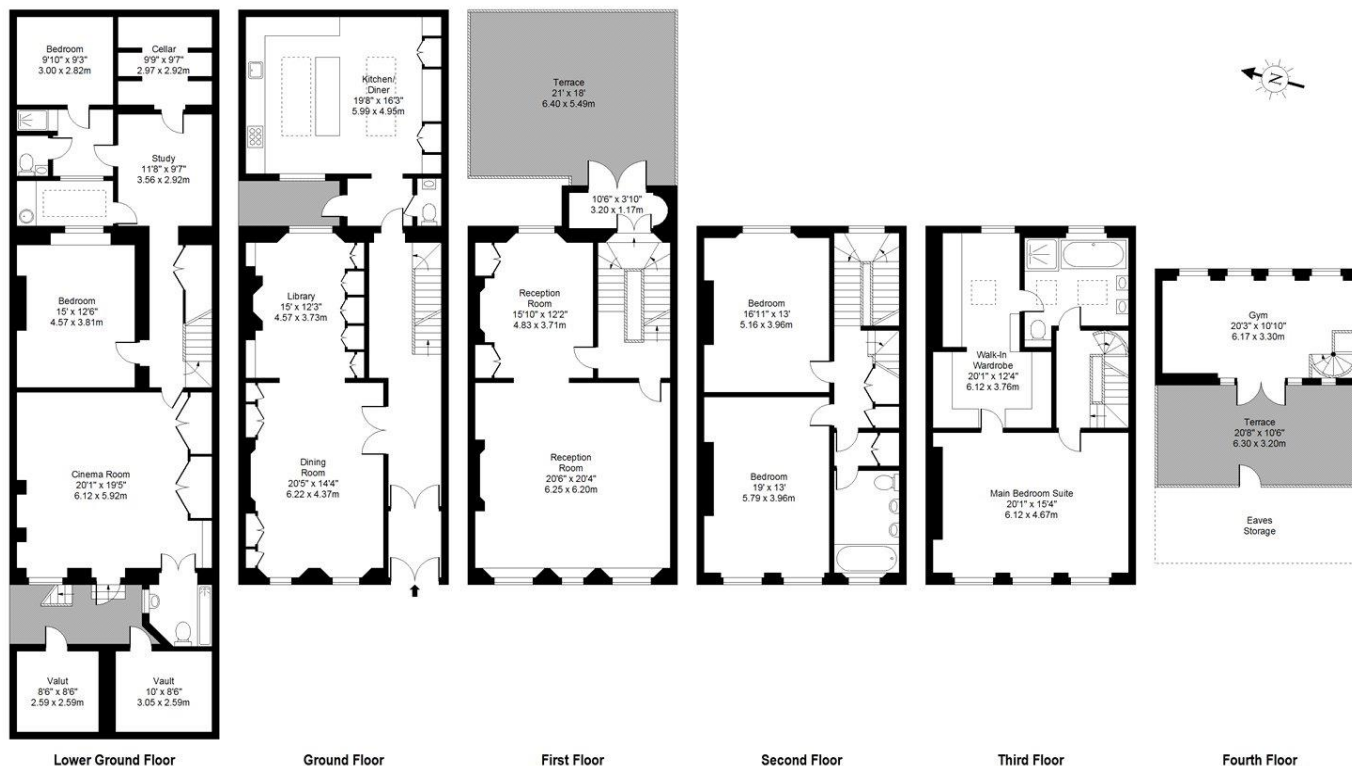 Bedroom
9'10" x 9'3"
3.00 x 2.82m
Cellar
9'9" x 9'7"
2.97 x 2.92m
Study
11'8" x 9'7"
3.56 x 2.92m
Bedroom
15' x 12'6"
4.57 x 3.81m
Cinema Room
20'1" x 19'5"
6.12 x 5.92m
Valut
8'6" x 8'6"
2.59 x 2.59m
Vault
10' x 8'6"
3.05 x 2.59m
Lower Ground Floor
Kitchen/
Diner
19'8" x 16'3"
5.99 x 4.95m
Library
15' x 12'3"
4.57 x 3.73m
Dining
Room
20'5" x 14'4"
6.22 x 4.37m
Ground Floor
Terrace
21' x 18'
6.40 x 5.49m
10'6" x 3'10"
3.20 x 1.17m
Reception
Room
15'10" x 12'2"
4.83 x 3.71m
Reception
Room
20'6" x 20'4"
6.25 x 6.20m
First Floor
Bedroom
16'11" x 13'
5.16 x 3.96m
Bedroom
19' x 13'
5.79 x 3.96m
Second Floor
Walk-In
Wardrobe
20'1" x 12'4"
6.12 x 3.76m
Main Bedroom Suite
20'1" x 15'4"
6.12 x 4.67m
Third Floor
N
Gym
20'3" x 10'10"
6.17 x 3.30m
Terrace
20'8" x 10'6"
6.30 x 3.20m
Eaves
Storage
Fourth Floor